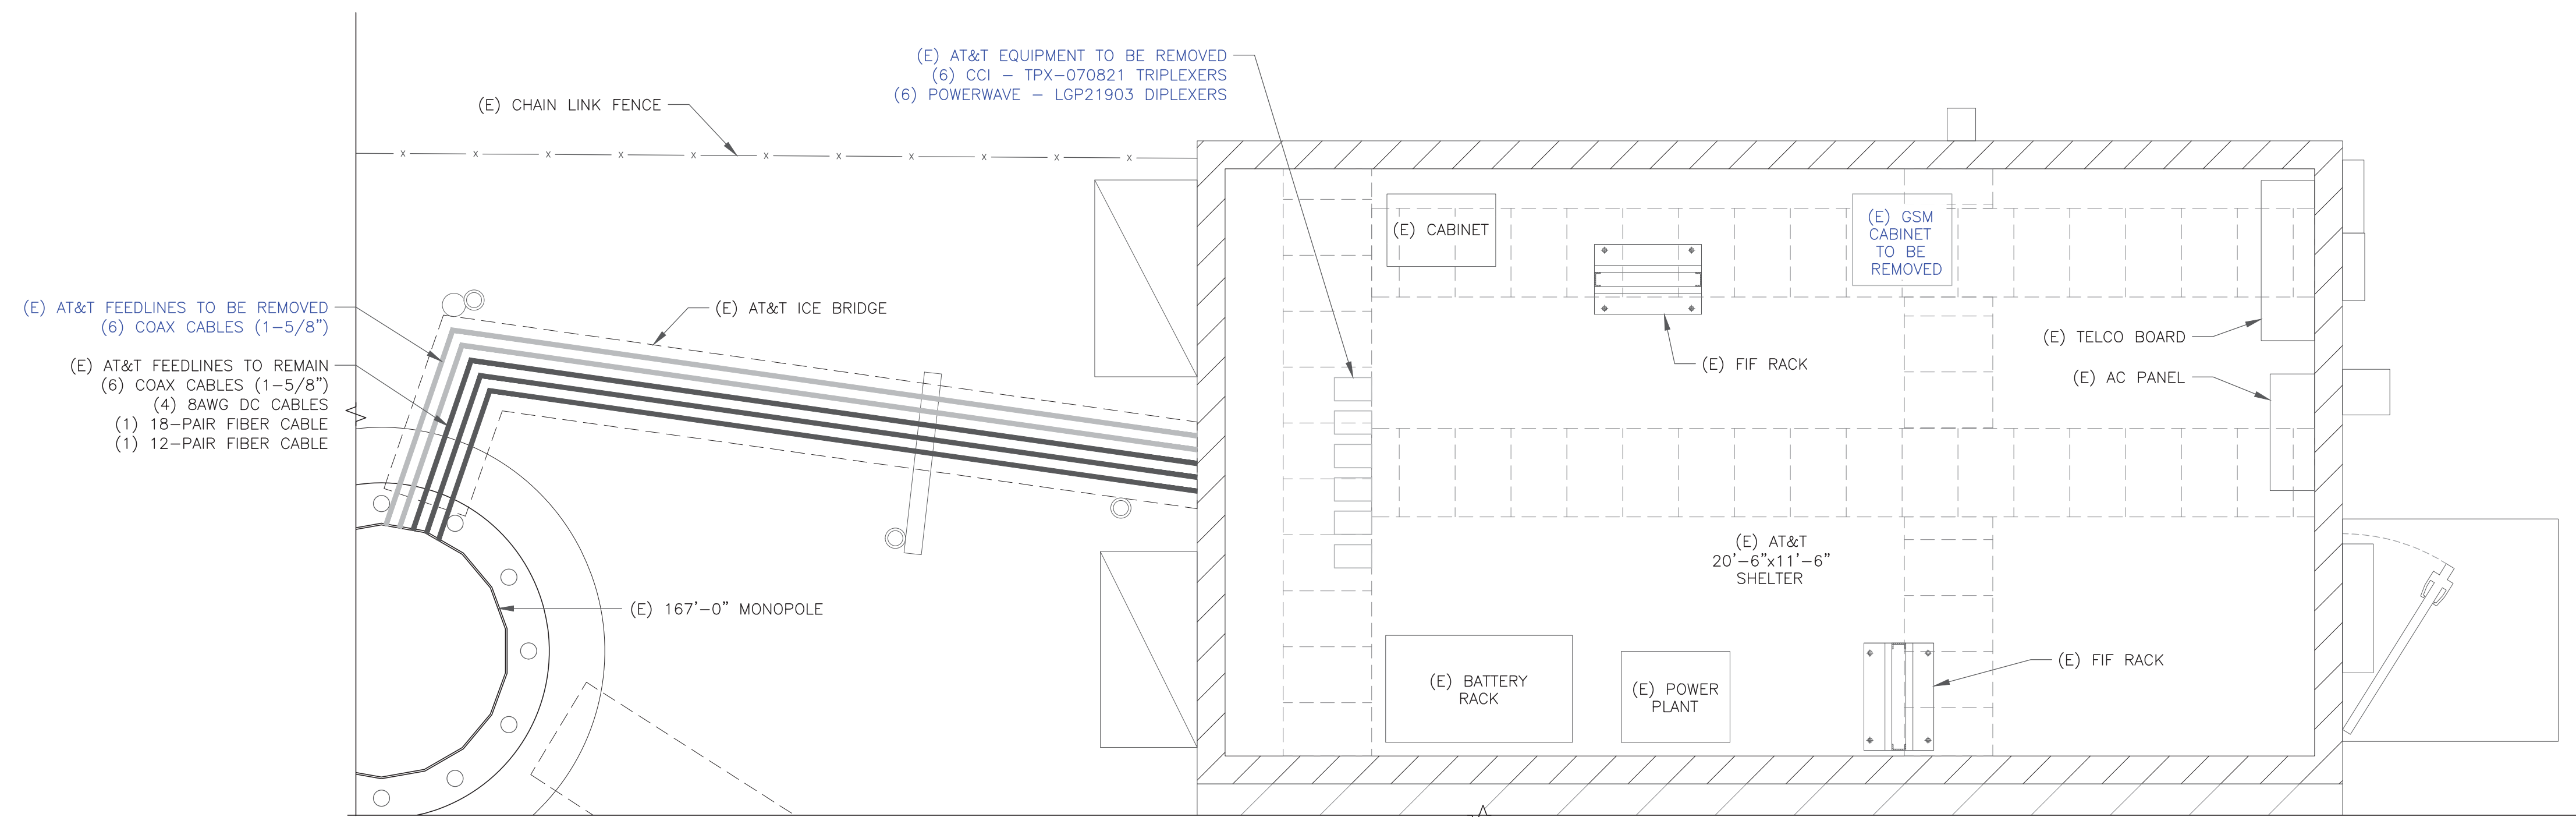 (E) AT&T EQUIPMENT TO BE REMOVED
(6) CCI - TPX-070821 TRIPLEXERS
(6) POWERWAVE - LGP21903 DIPLEXERS
(E) CHAIN LINK FENCE
x x x x x x x x x x x
(E) CABINET
(E) GSM
CABINET
TO BE
REMOVED
(E) AT&T FEEDLINES TO BE REMOVED
(6) COAX CABLES (1-5/8")
(E) AT&T ICE BRIDGE
(E) TELCO BOARD
(E) FIF RACK
(E) AC PANEL
(E) AT&T FEEDLINES TO REMAIN
(6) COAX CABLES (1-5/8")
(4) 8AWG DC CABLES
(1) 18-PAIR FIBER CABLE
(1) 12-PAIR FIBER CABLE
(E) AT&T
20'-6"x11'-6"
SHELTER
(E) 167'-0" MONOPOLE
(E) BATTERY
RACK
(E) POWER
PLANT
(E) FIF RACK